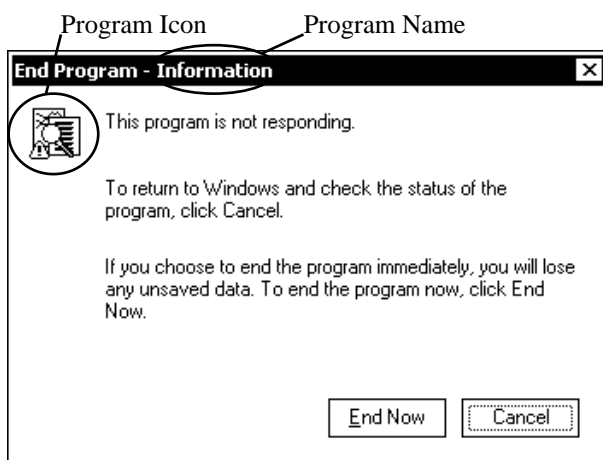 Program Icon Program Name
End Program - Information
This program is not responding.
To return to Windows and check the status of the
program, click Cancel.
If you choose to end the program immediately, you will lose
any unsaved data. To end the program now, click End
Now.
End Now Cancel